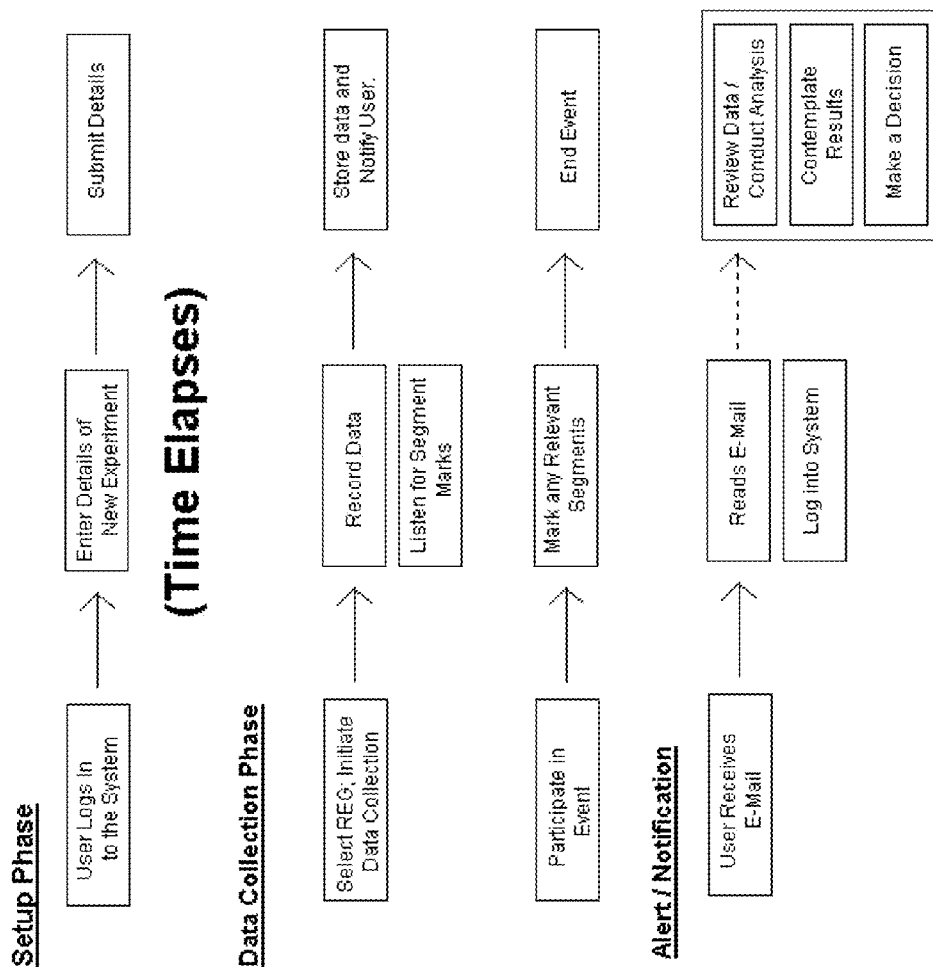 Setup Phase
User Logs In
to the System
Enter Details of
New Experiment
Submit Details
(Time Elapses)
Data Collection Phase
Select REG; Initiate
Data Collection
Record Data
Listen for Segment
Marks
Store data and
Notify User.
Participate in
Event
Mark any Relevant
Segments
End Event
Alert / Notification
User Receives
E-Mail
Reads E-Mail
Log into System
Review Data /
Conduct Analysis
Contemplate
Results
Make a Decision